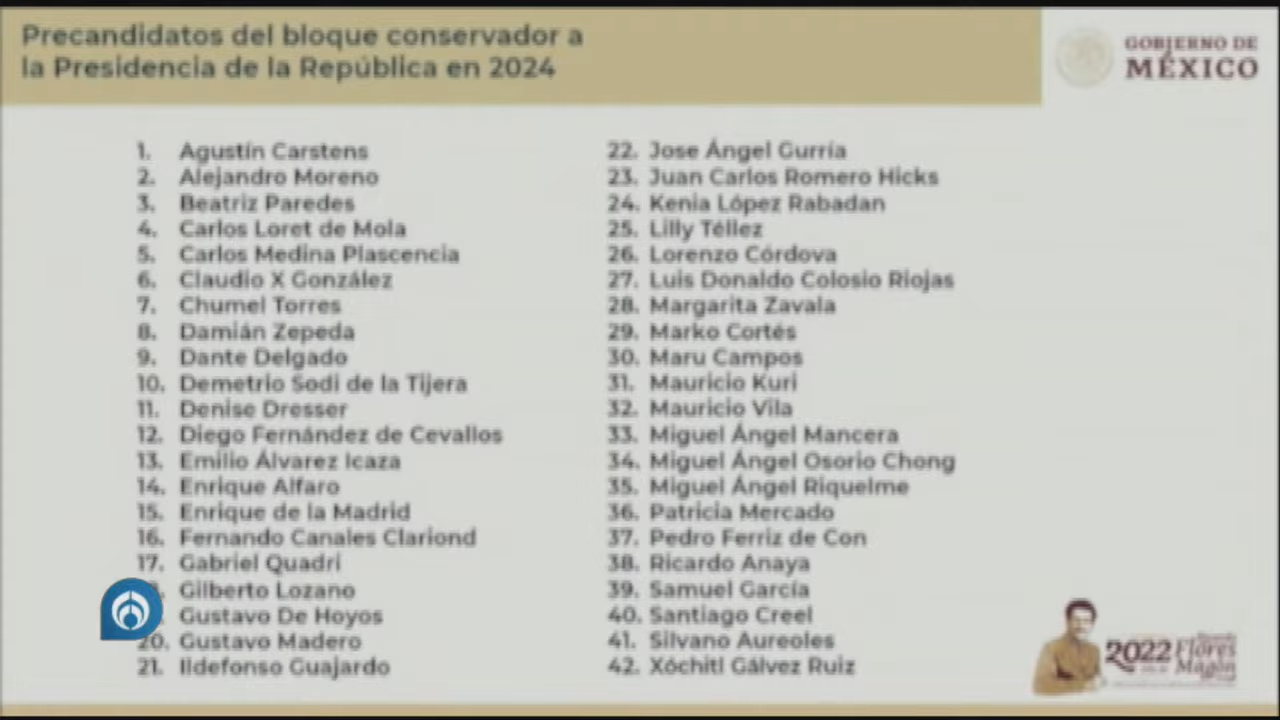 Precandidatos del bloque conservador a
la Presidencia de la República en 2024
GOBIERNO DE
MÉXICO
1. Agustín Carstens
2. Alejandro Moreno
3. Beatriz Paredes
4. Carlos Loret de Mola
5. Carlos Medina Plascencia
6. Claudio X González
7. Chumel Torres
8. Damián Zepeda
9. Dante Delgado
10. Demetrio Sodi de la Tijera
11. Denise Dresser
12. Diego Fernández de Cevallos
13. Emilio Álvarez Icaza
14. Enrique Alfaro
15. Enrique de la Madrid
16. Fernando Canales Clariond
17. Gabriel Quadri
Gilberto Lozano
Gustavo De Hoyos
20. Gustavo Madero
21. Ildefonso Guajardo
22. Jose Ángel Gurría
23. Juan Carlos Romero Hicks
24. Kenia López Rabadan
25. Lilly Téllez
26. Lorenzo Córdova
27. Luis Donaldo Colosio Riojas
28. Margarita Zavala
29. Marko Cortés
30. Maru Campos
31. Mauricio Kuri
32. Mauricio Vila
33. Miguel Ángel Mancera
34. Miguel Ángel Osorio Chong
35. Miguel Ángel Riquelme
36. Patricia Mercado
37. Pedro Ferriz de Con
38. Ricardo Anaya
39. Samuel García
40. Santiago Creel
41. Silvano Aureoles
42. Xóchitl Gálvez Ruiz
2022 Flores
Magón